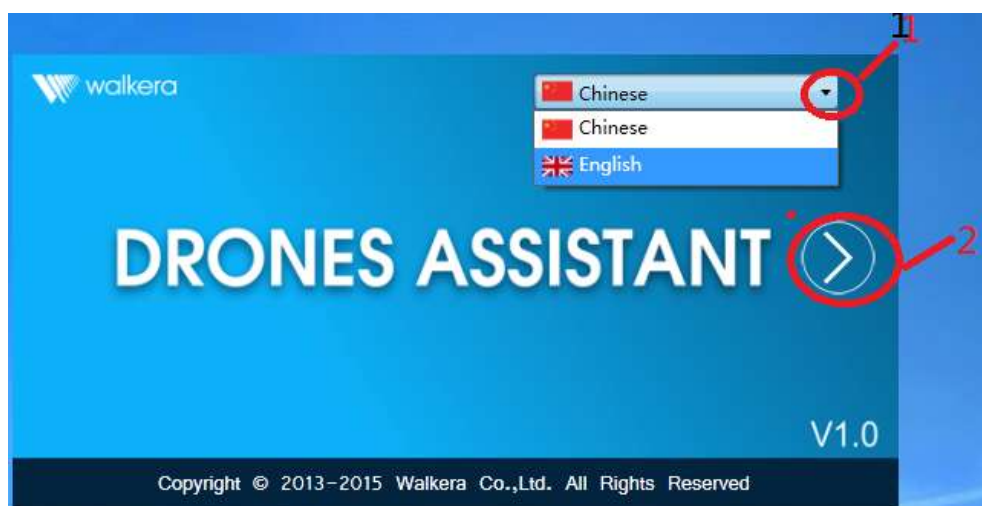 1
walkera
Chinese
Chinese
English
DRONES ASSISTANT
2
V1.0
Copyright © 2013-2015 Walkera Co.,Ltd. All Rights Reserved